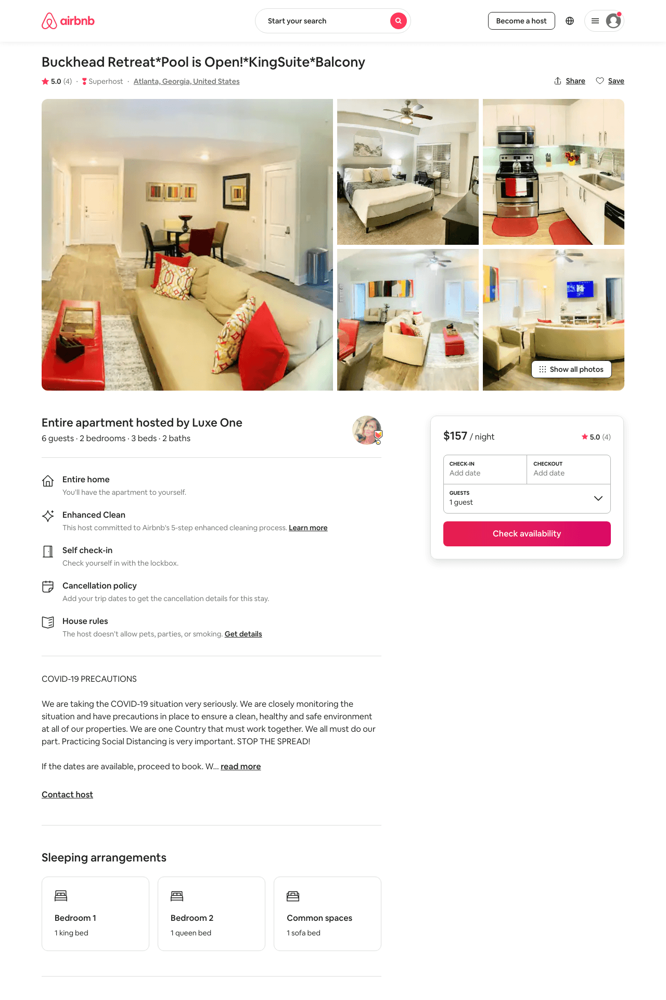 airbnb
Start your search
Become a host
Buckhead Retreat*Pool is Open!*KingSuite*Balcony
5.0 (4) · Superhost · Atlanta, Georgia, United States
Share
Save
Show all photos
Entire apartment hosted by Luxe One
6 guests · 2 bedrooms · 3 beds · 2 baths
Entire home
You’ll have the apartment to yourself.
Enhanced Clean
This host committed to Airbnb's 5-step enhanced cleaning process. Learn more
Self check-in
Check yourself in with the lockbox.
Cancellation policy
Add your trip dates to get the cancellation details for this stay.
House rules
The host doesn’t allow pets, parties, or smoking. Get details
$157 / night
5.0 (4)
CHECK-IN
Add date
CHECKOUT
Add date
GUESTS
1 guest
Check availability
COVID-19 PRECAUTIONS
We are taking the COVID-19 situation very seriously. We are closely monitoring the
situation and have precautions in place to ensure a clean, healthy and safe environment
at all of our properties. We are one Country that must work together. We all must do our
part. Practicing Social Distancing is very important. STOP THE SPREAD!
If the dates are available, proceed to book. W... read more
Contact host
Sleeping arrangements
Bedroom 1
1 king bed
Bedroom 2
1 queen bed
Common spaces
1 sofa bed